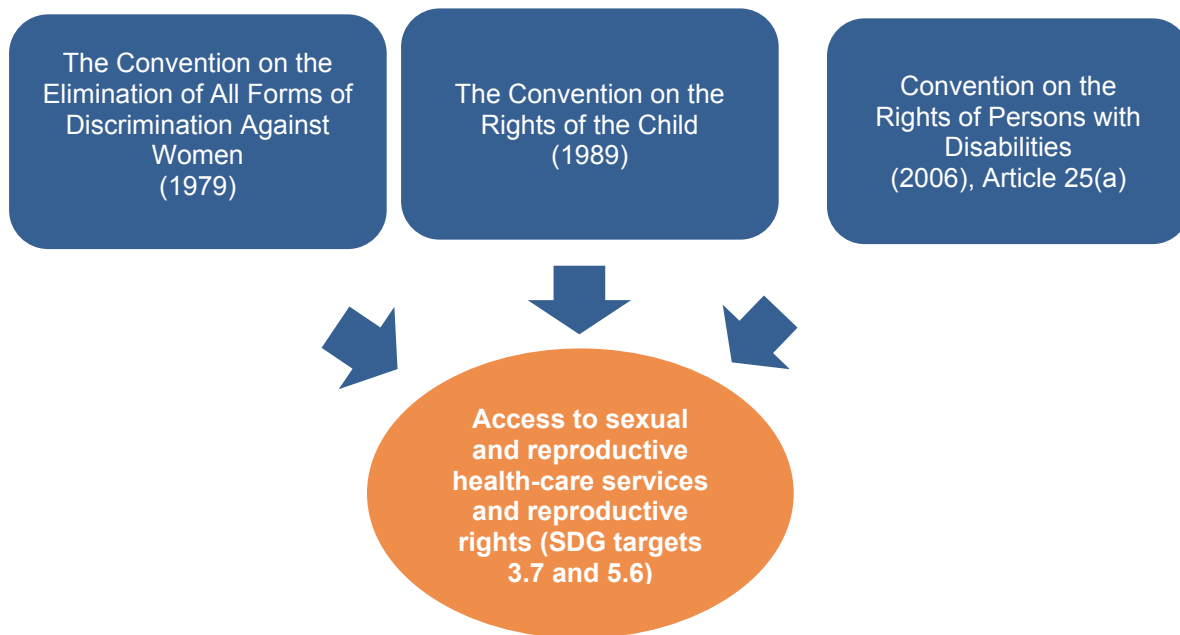 The Convention on the
Elimination of All Forms of
Discrimination Against
Women
(1979)
The Convention on the
Rights of the Child
(1989)
Convention on the
Rights of Persons with
Disabilities
(2006), Article 25(a)
Access to sexual
and reproductive
health-care services
and reproductive
rights (SDG targets
3.7 and 5.6)